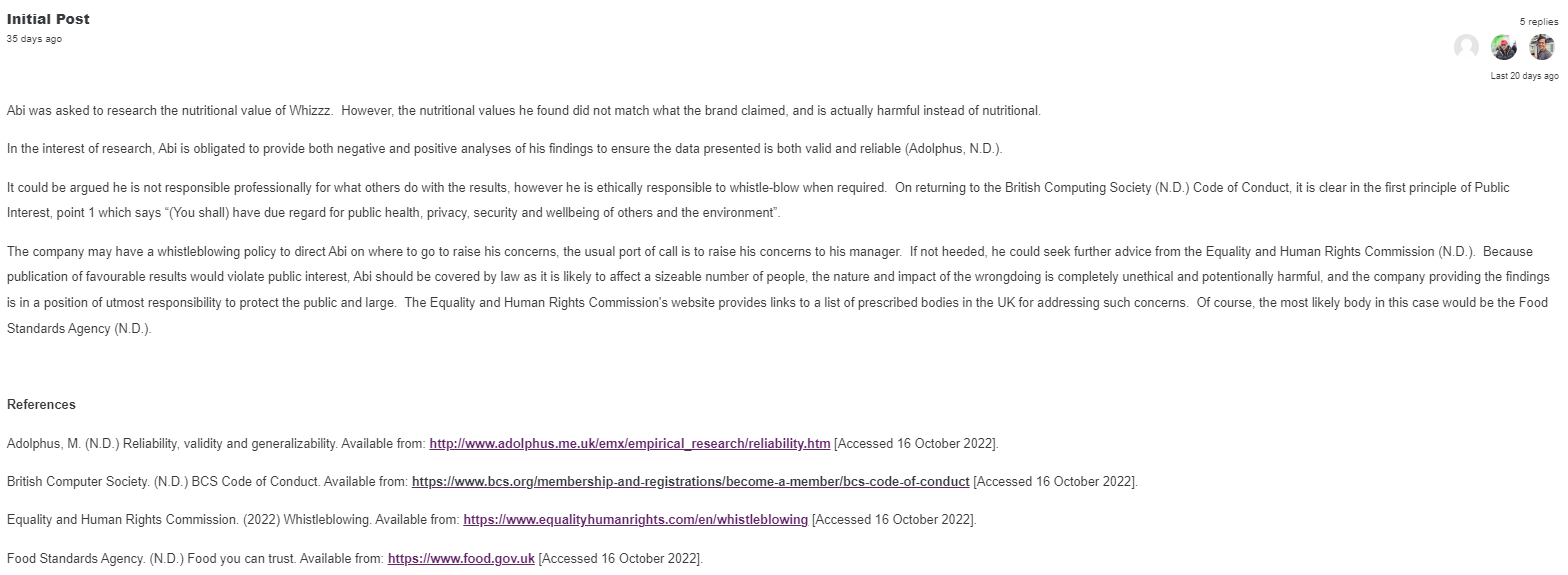 Initial Post
5 replies
35 days ago
Last 20 days ago
Abi was asked to research the nutritional value of Whizzz.  However, the nutritional values he found did not match what the brand claimed, and is actually harmful instead of nutritional.
In the interest of research, Abi is obligated to provide both negative and positive analyses of his findings to ensure the data presented is both valid and reliable (Adolphus, N.D.).
It could be argued he is not responsible professionally for what others do with the results, however he is ethically responsible to whistle-blow when required.  On returning to the British Computing Society (N.D.) Code of Conduct, it is clear in the first principle of Public
Interest, point 1 which says “(You shall) have due regard for public health, privacy, security and wellbeing of others and the environment”.
The company may have a whistleblowing policy to direct Abi on where to go to raise his concerns, the usual port of call is to raise his concerns to his manager.  If not heeded, he could seek further advice from the Equality and Human Rights Commission (N.D.).  Because
publication of favourable results would violate public interest, Abi should be covered by law as it is likely to affect a sizeable number of people, the nature and impact of the wrongdoing is completely unethical and potentionally harmful, and the company providing the findings
is in a position of utmost responsibility to protect the public and large.  The Equality and Human Rights Commission's website provides links to a list of prescribed bodies in the UK for addressing such concerns.  Of course, the most likely body in this case would be the Food
Standards Agency (N.D.).
References
Adolphus, M. (N.D.) Reliability, validity and generalizability. Available from: http://www.adolphus.me.uk/emx/empirical_research/reliability.htm [Accessed 16 October 2022].
British Computer Society. (N.D.) BCS Code of Conduct. Available from: https://www.bcs.org/membership-and-registrations/become-a-member/bcs-code-of-conduct [Accessed 16 October 2022].
Equality and Human Rights Commission. (2022) Whistleblowing. Available from: https://www.equalityhumanrights.com/en/whistleblowing [Accessed 16 October 2022].
Food Standards Agency. (N.D.) Food you can trust. Available from: https://www.food.gov.uk [Accessed 16 October 2022].